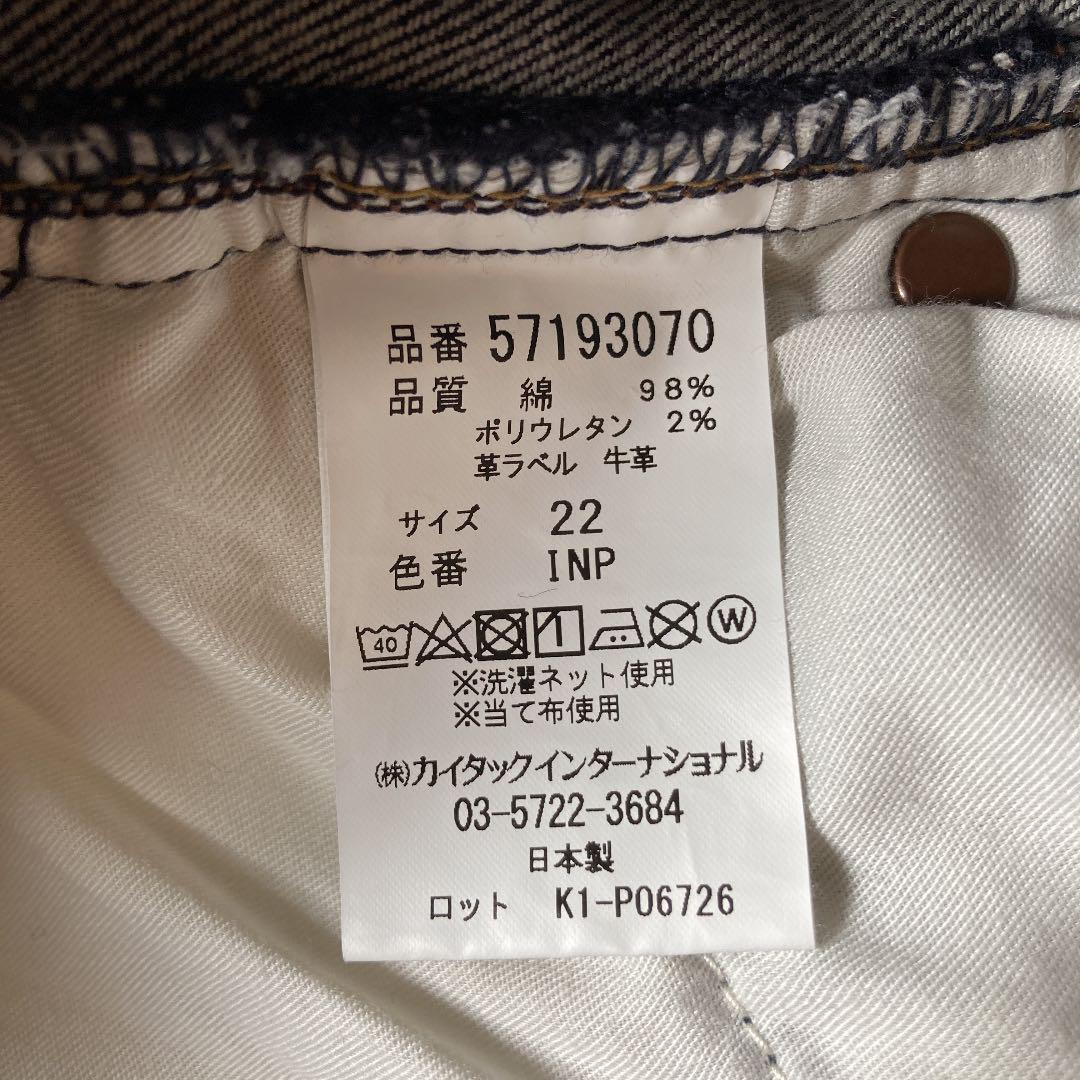 品番 57193070
品質 綿 98%
ポリウレタン 2%
革ラベル 牛革
サイズ 22
色番 INP
40 W
※洗濯ネット使用
※当て布使用
㈱カイタックインターナショナル
03-5722-3684
日本製
ロット K1-P06726